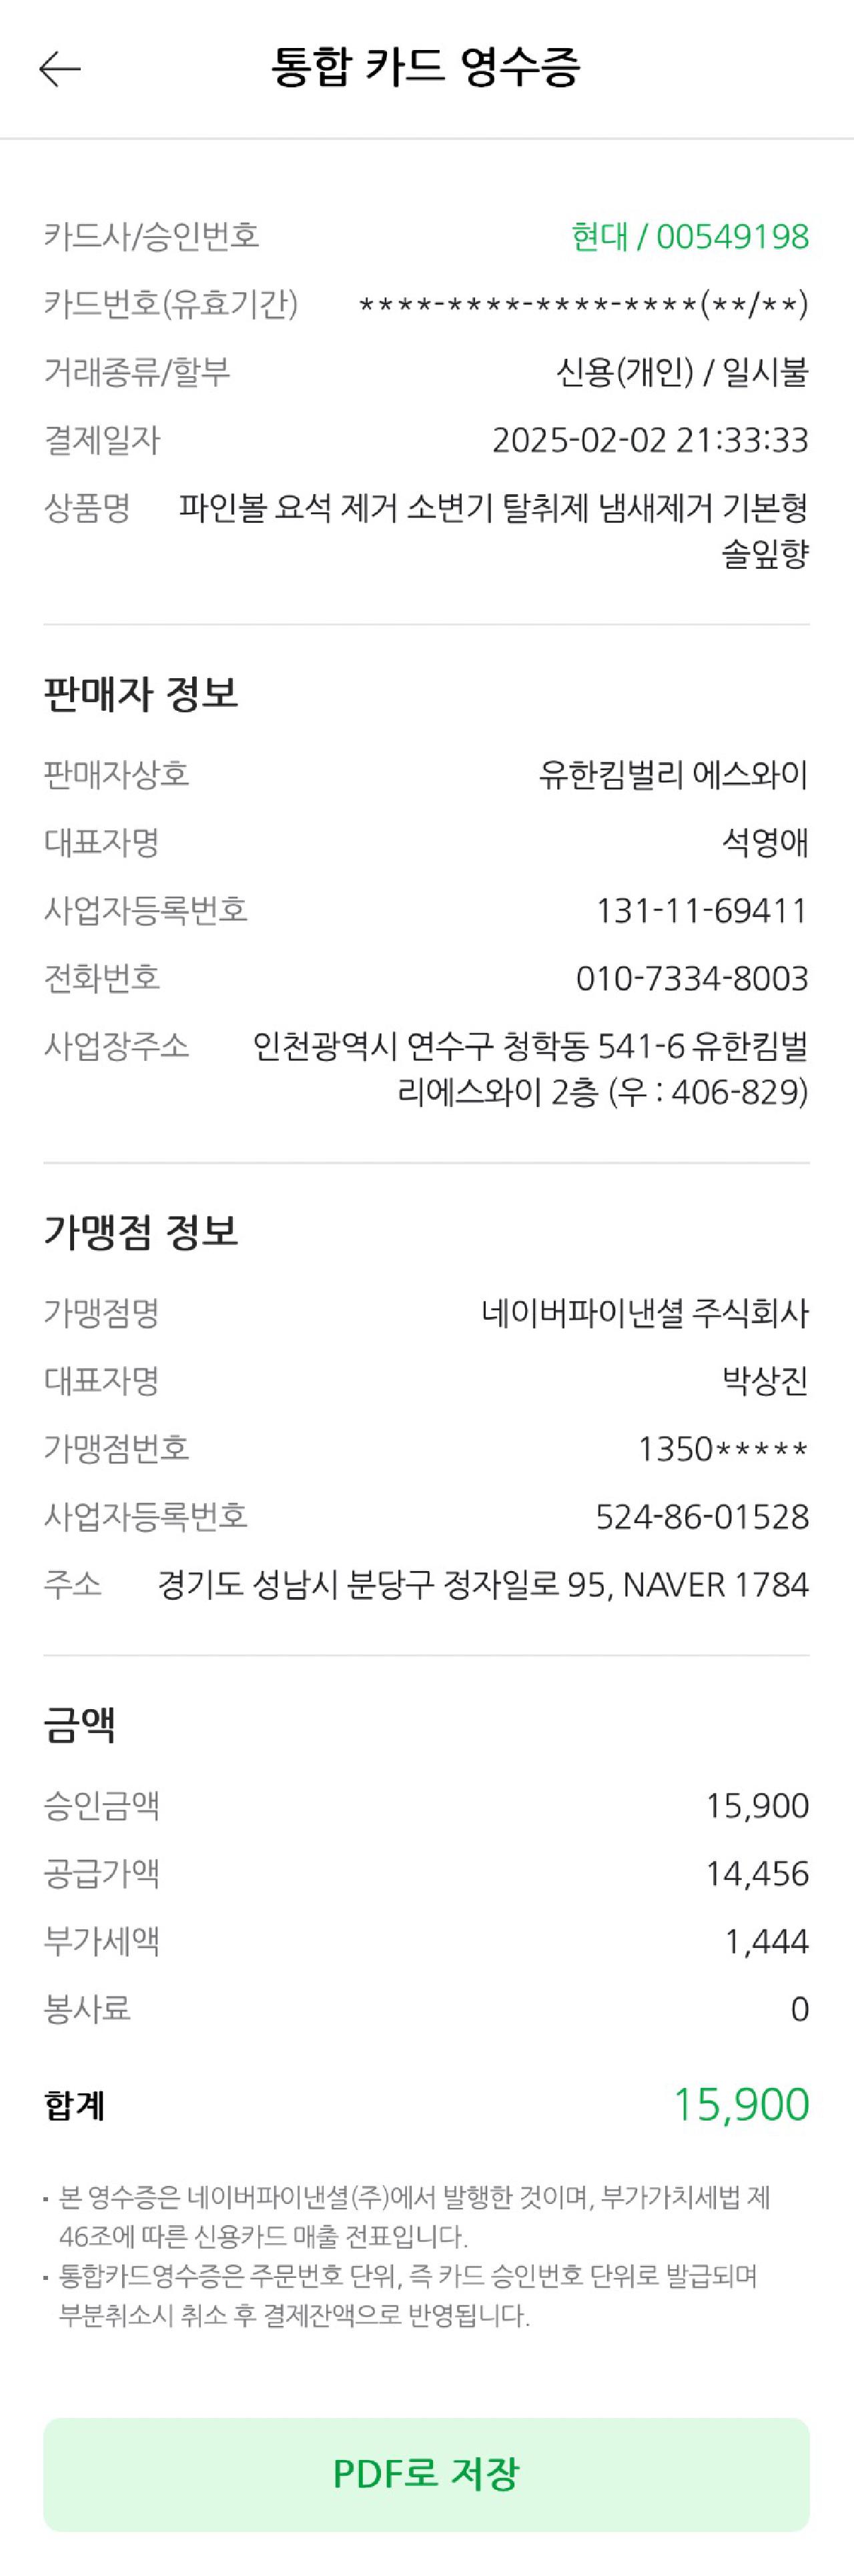 통합 카드 영수증
카드사/승인번호 현대 / 00549198
카드번호(유효기간) ****-****-****-****(**/**)
거래종류/할부 신용(개인) / 일시불
결제일자 2025-02-02 21:33:33
상품명 파인볼 요석 제거 소변기 탈취제 냄새제거 기본형
솔잎향
판매자 정보
판매자상호 유한킴벌리 에스와이
대표자명 석영애
사업자등록번호 131-11-69411
전화번호 010-7334-8003
사업장주소 인천광역시 연수구 청학동 541-6 유한킴벌
리에스와이 2층 (우 : 406-829)
가맹점 정보
가맹점명 네이버파이낸셜 주식회사
대표자명 박상진
가맹점번호 1350*****
사업자등록번호 524-86-01528
주소 경기도 성남시 분당구 정자일로 95, NAVER 1784
금액
승인금액 15,900
공급가액 14,456
부가세액 1,444
봉사료 0
합계 15,900
· 본 영수증은 네이버파이낸셜(주)에서 발행한 것이며, 부가가치세법 제
46조에 따른 신용카드 매출 전표입니다.
· 통합카드영수증은 주문번호 단위, 즉 카드 승인번호 단위로 발급되며
부분취소시 취소 후 결제잔액으로 반영됩니다.
PDF로 저장